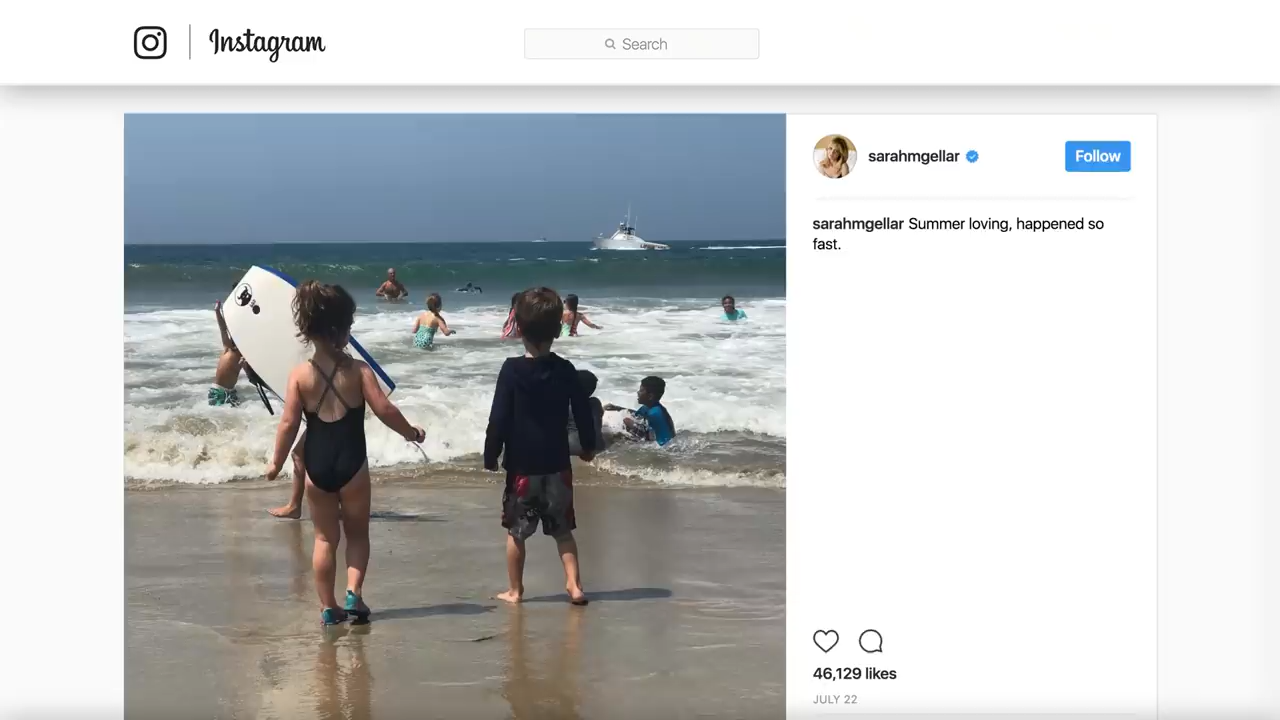 Instagram
Search
sarahmgellar
Follow
sarahmgellar Summer loving, happened so
fast.
46,129 likes
JULY 22